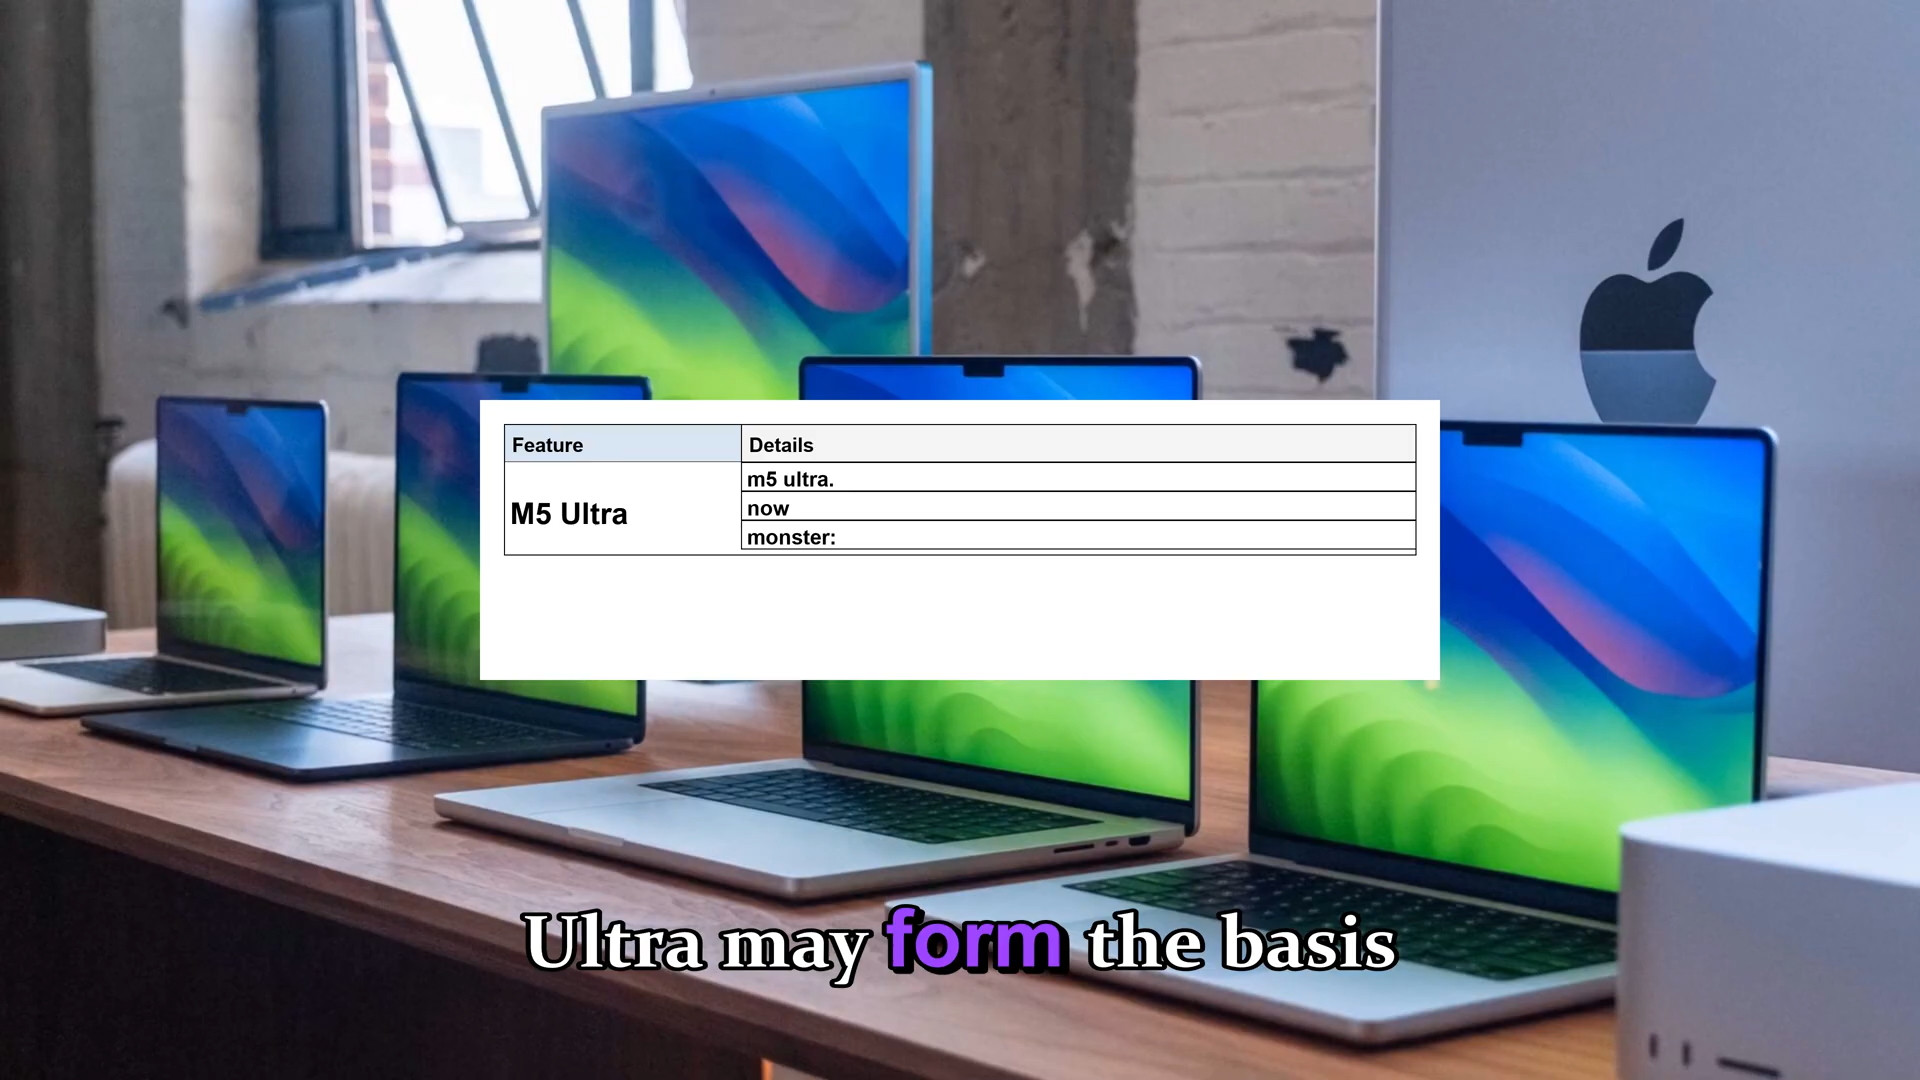 Feature Details
m5 ultra.
M5 Ultra
now
monster:
Ultra may form the basis